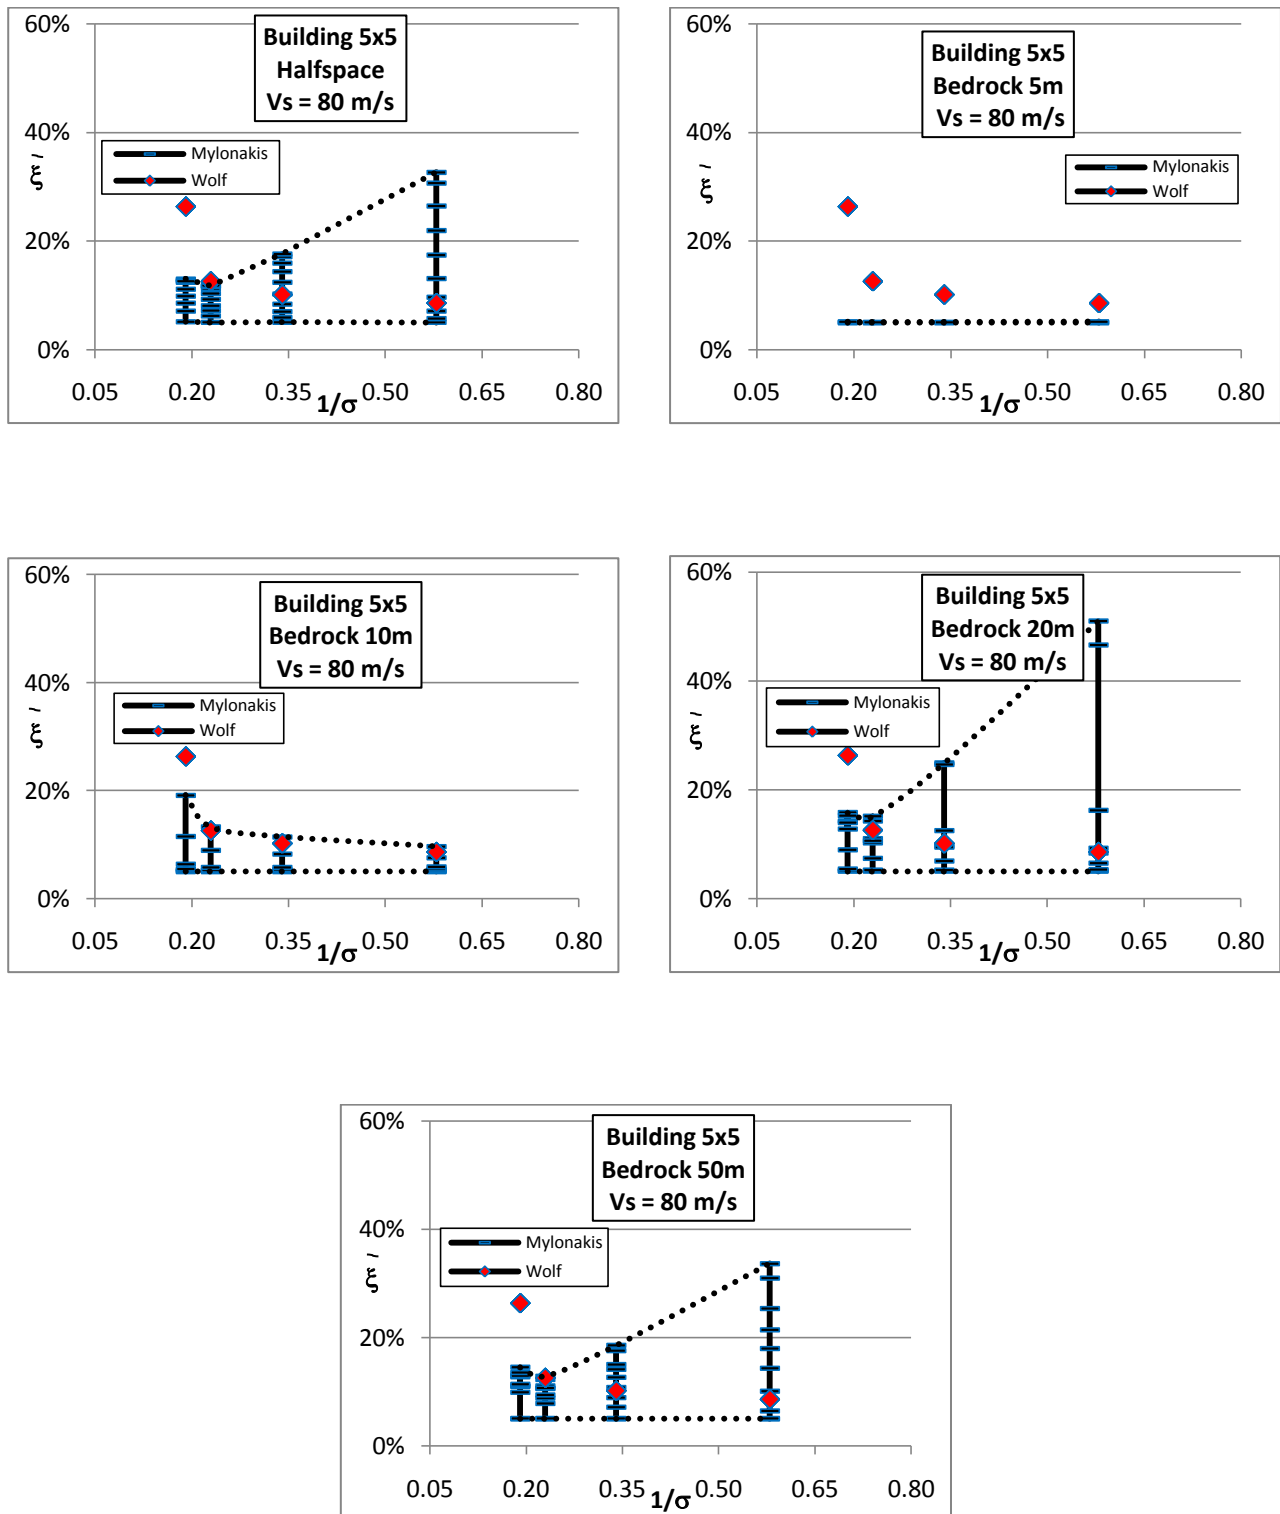 60%
40%
20%
0%
ξ~
Building 5x5
Halfspace
Vs = 80 m/s
Mylonakis
Wolf
0.05 0.20 0.35 0.50 0.65 0.80
1/σ
60%
40%
20%
0%
ξ~
Building 5x5
Bedrock 5m
Vs = 80 m/s
Mylonakis
Wolf
0.05 0.20 0.35 0.50 0.65 0.80
1/σ
60%
40%
20%
0%
ξ~
Building 5x5
Bedrock 10m
Vs = 80 m/s
Mylonakis
Wolf
0.05 0.20 0.35 0.50 0.65 0.80
1/σ
60%
40%
20%
0%
ξ~
Building 5x5
Bedrock 20m
Vs = 80 m/s
Mylonakis
Wolf
0.05 0.20 0.35 0.50 0.65 0.80
1/σ
60%
40%
20%
0%
ξ~
Building 5x5
Bedrock 50m
Vs = 80 m/s
Mylonakis
Wolf
0.05 0.20 0.35 0.50 0.65 0.80
1/σ